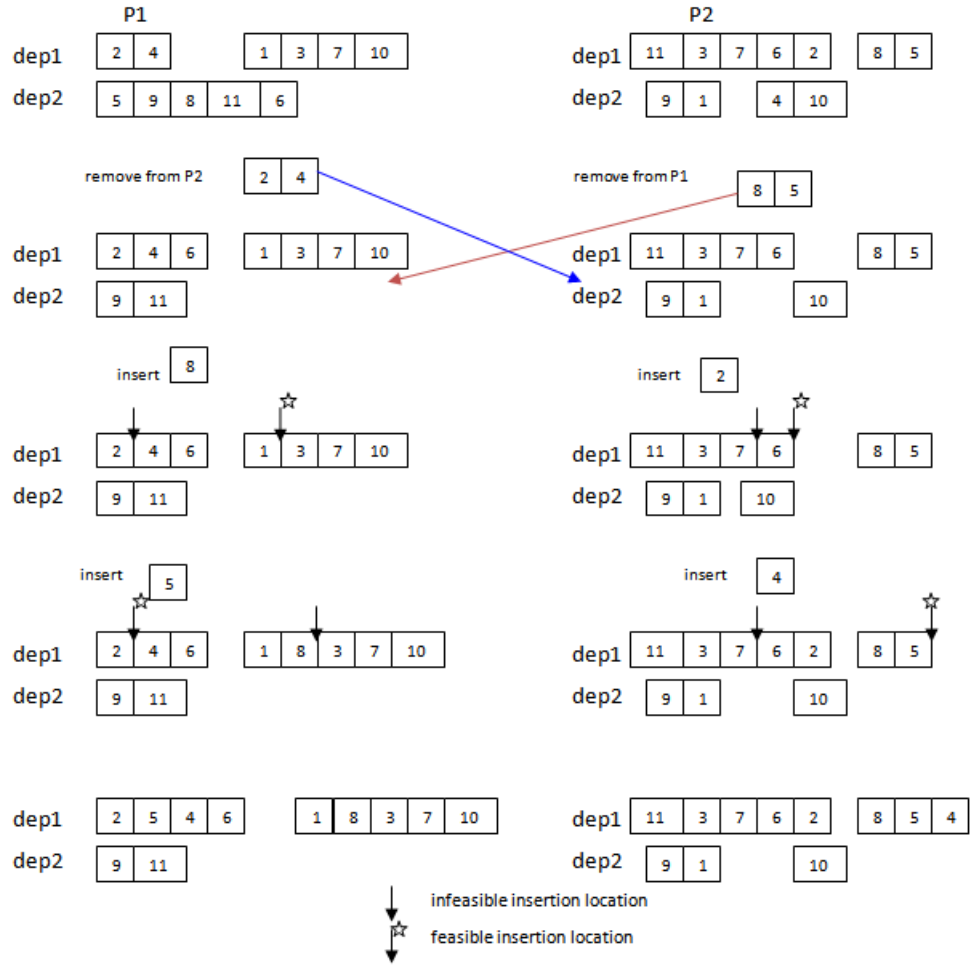 P1 P2
dep1 2 4 1 3 7 10 dep1 11 3 7 6 2 8 5
dep2 5 9 8 11 6 dep2 9 1 4 10
remove from P2 2 4 remove from P1 8 5
dep1 2 4 6 1 3 7 10 dep1 11 3 7 6 8 5
dep2 9 11 dep2 9 1 10
insert 8 insert 2
dep1 2 4 6 1 3 7 10 dep1 11 3 7 6 8 5
dep2 9 11 dep2 9 1 10
insert 5 insert 4
dep1 2 4 6 1 8 3 7 10 dep1 11 3 7 6 2 8 5
dep2 9 11 dep2 9 1 10
dep1 2 5 4 6 1 8 3 7 10 dep1 11 3 7 6 2 8 5 4
dep2 9 11 dep2 9 1 10
infeasible insertion location
feasible insertion location